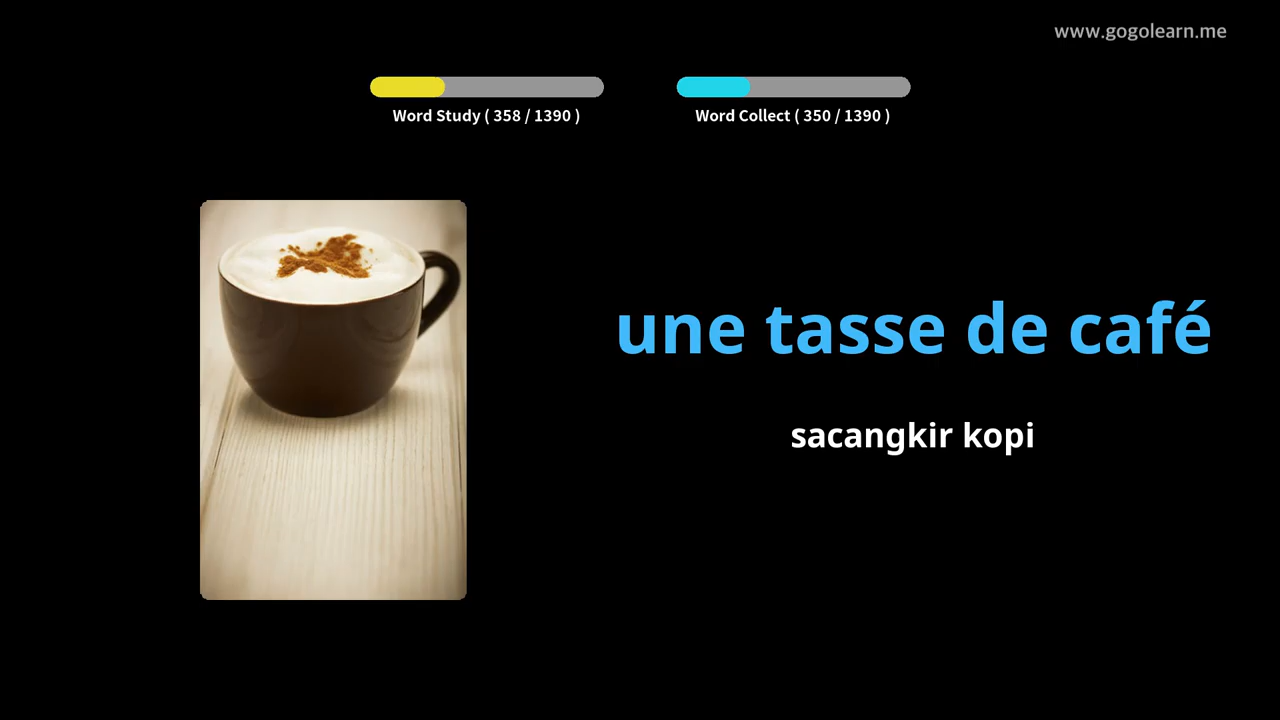 www.gogolearn.me
Word Study ( 358 / 1390 )
Word Collect ( 350 / 1390 )
une tasse de café
sacangkir kopi